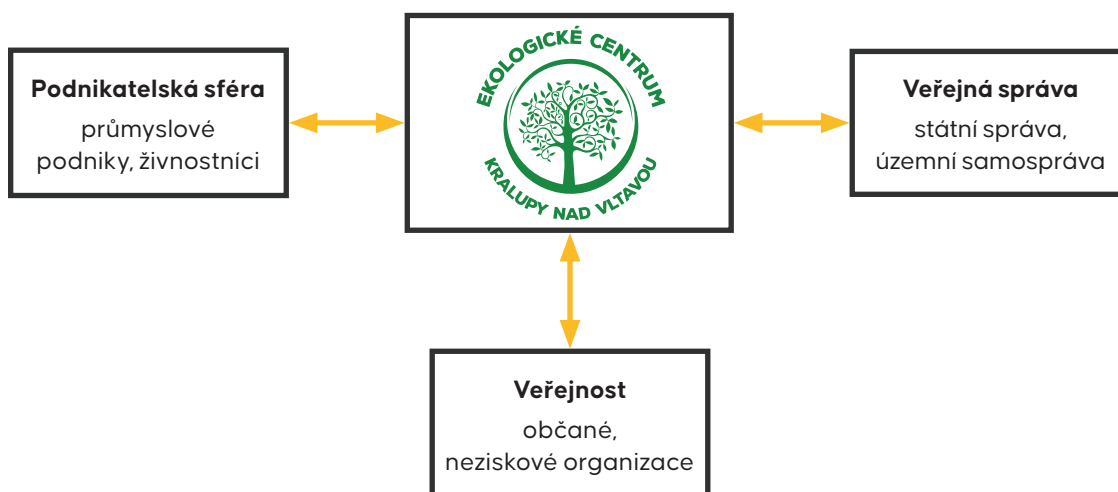 EKOLOGICKÉ CENTRUM
KRALUPY NAD VLTAVOU
Podnikatelská sféra
průmyslové
podniky, živnostníci
Veřejná správa
státní správa,
územní samospráva
Veřejnost
občané,
neziskové organizace